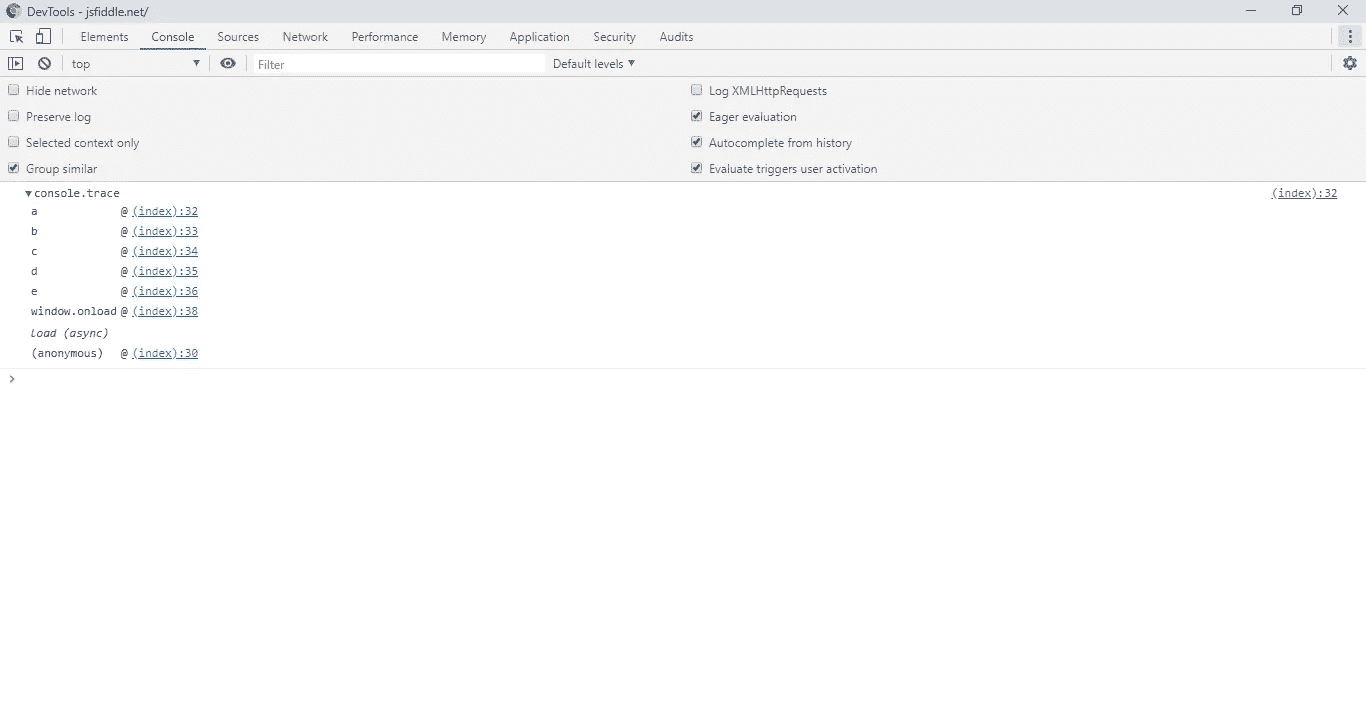 DevTools - jsfiddle.net/
Elements Console Sources Network Performance Memory Application Security Audits
top Filter Default levels
Hide network Log XMLHttpRequests
Preserve log Eager evaluation
Selected context only Autocomplete from history
Group similar Evaluate triggers user activation
console.trace (index):32
a @ (index):32
b @ (index):33
c @ (index):34
d @ (index):35
e @ (index):36
window.onload @ (index):38
load (async)
(anonymous) @ (index):30